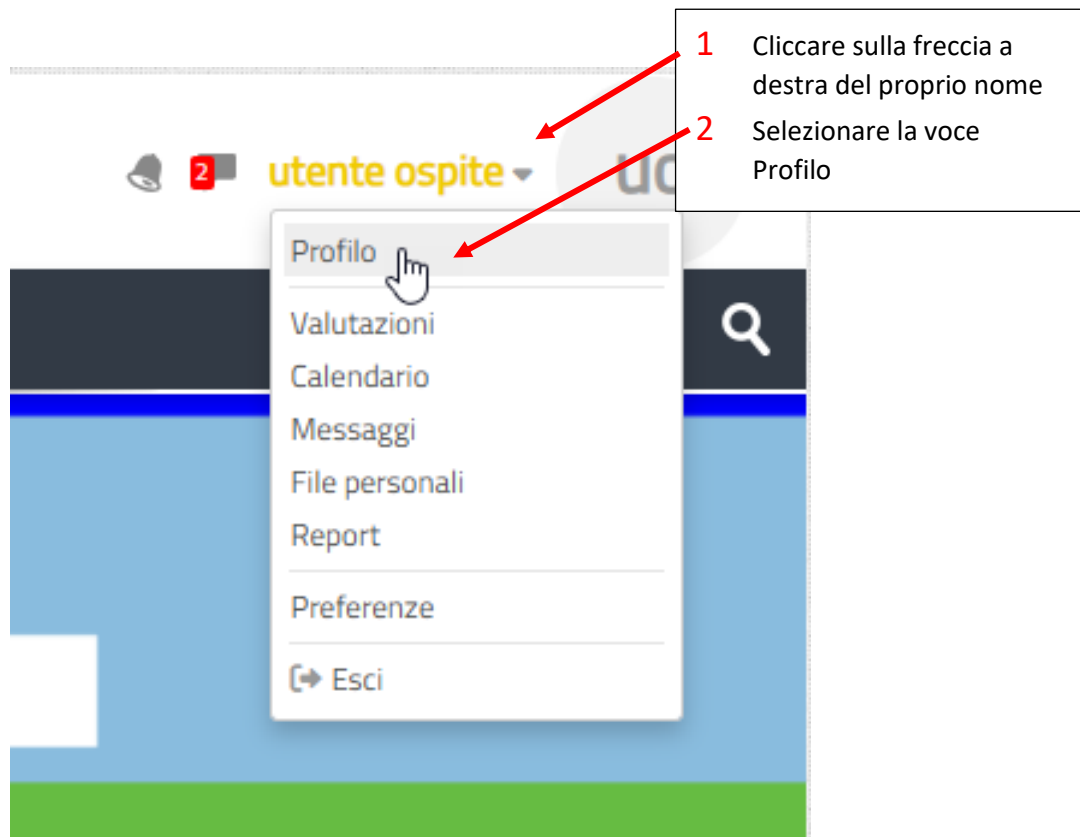 1 Cliccare sulla freccia a
destra del proprio nome
2 Selezionare la voce
Profilo
2 utente ospite
Profilo
Valutazioni
Calendario
Messaggi
File personali
Report
Preferenze
Esci